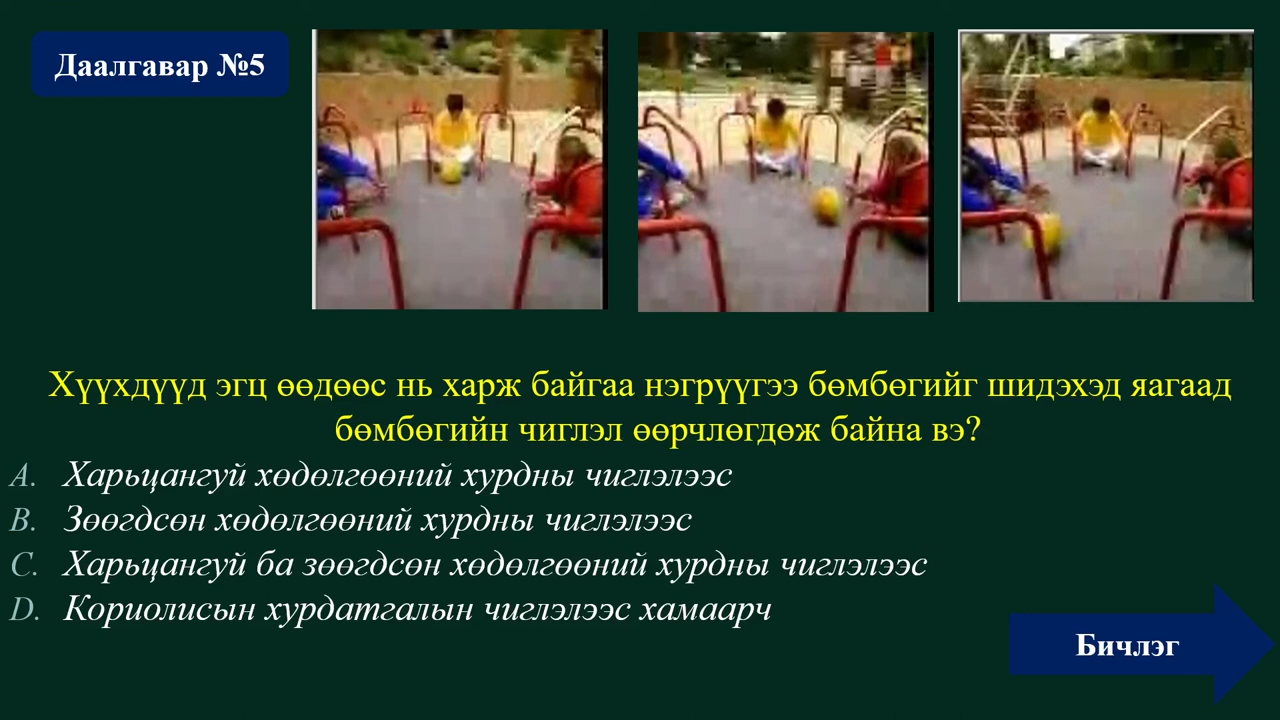 Даалгавар №5
Хүүхдүүд эгц өөдөөс нь харж байгаа нэгрүүгээ бөмбөгийг шидэхэд яагаад
бөмбөгийн чиглэл өөрчлөгдөж байна вэ?
A. Харьцангуй хөдөлгөөний хурдны чиглэлээс
B. Зөөгдсөн хөдөлгөөний хурдны чиглэлээс
C. Харьцангуй ба зөөгдсөн хөдөлгөөний хурдны чиглэлээс
D. Кориолисын хурдатгалын чиглэлээс хамаарч
Бичлэг